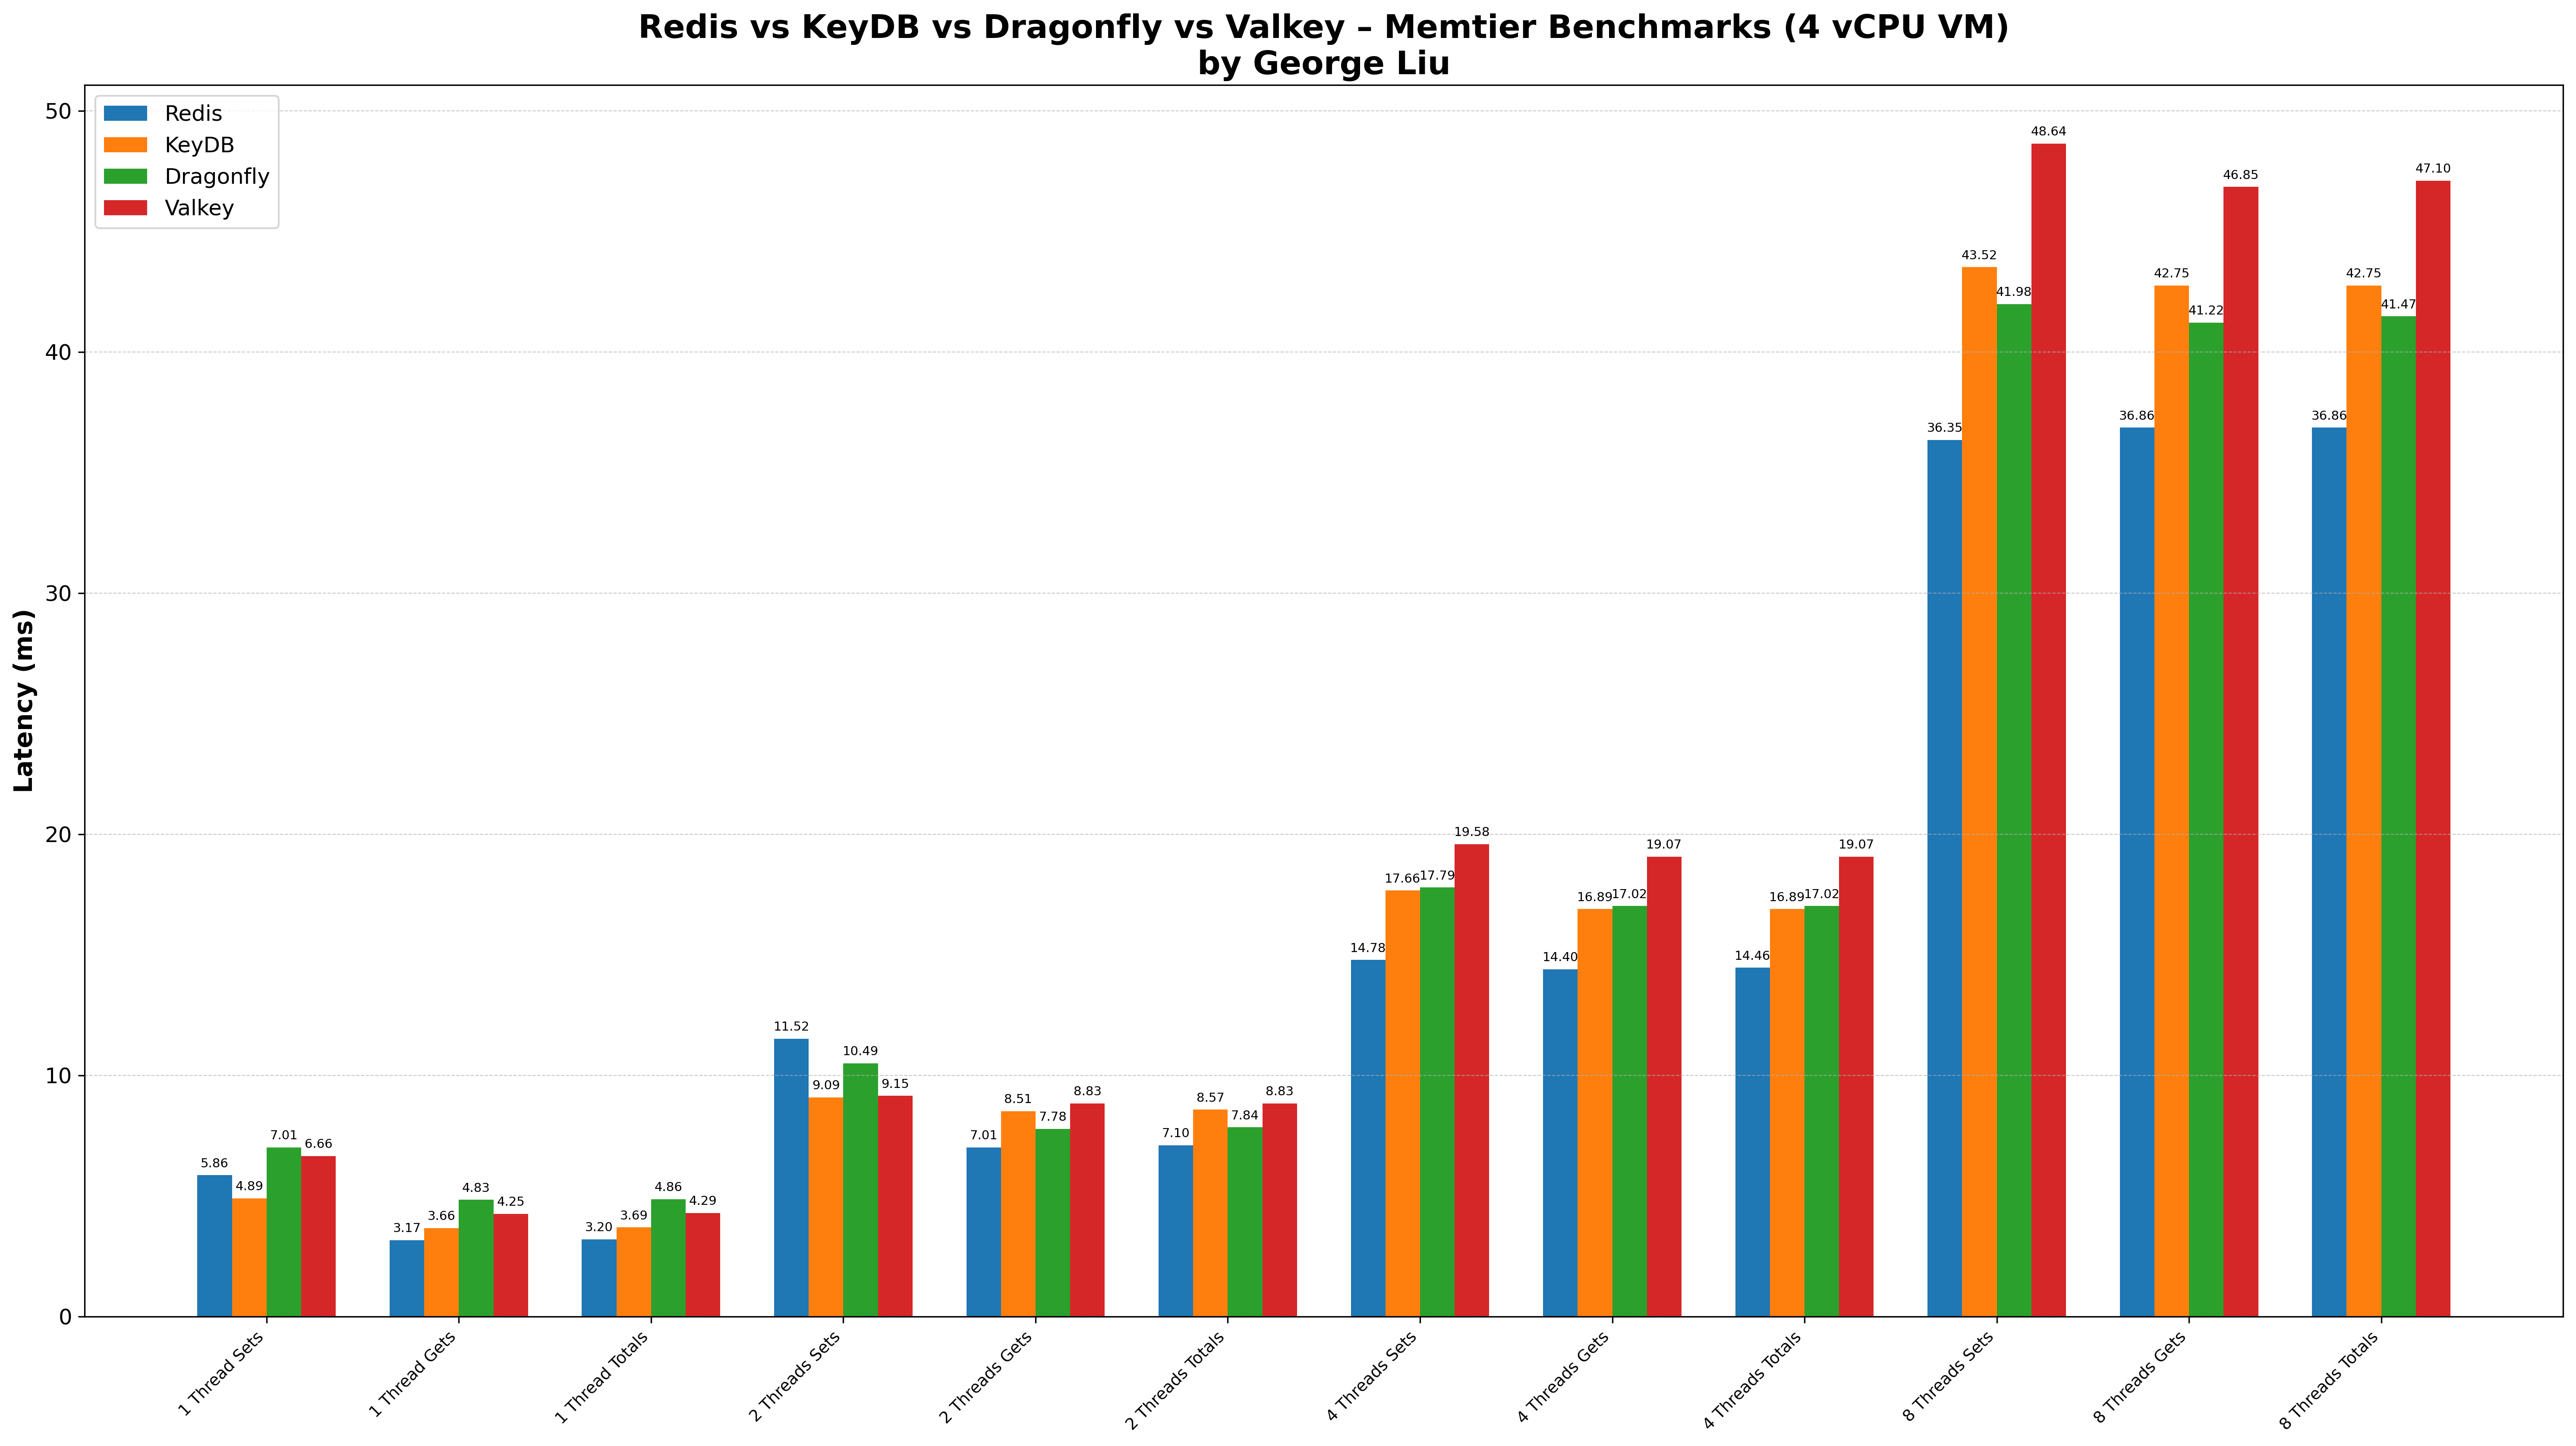 Redis vs KeyDB vs Dragonfly vs Valkey – Memtier Benchmarks (4 vCPU VM)
by George Liu
Redis
KeyDB
Dragonfly
Valkey
Latency (ms)
50
40
30
20
10
0
5.86
4.89
7.01
6.66
3.17
3.66
4.83
4.25
3.20
3.69
4.86
4.29
11.52
9.09
10.49
9.15
7.01
8.51
7.78
8.83
7.10
8.57
7.84
8.83
14.78
17.66
17.79
19.58
14.40
16.89
17.02
19.07
14.46
16.89
17.02
19.07
36.35
43.52
41.98
48.64
36.86
42.75
41.22
46.85
36.86
42.75
41.47
47.10
1 Thread Sets
1 Thread Gets
1 Thread Totals
2 Threads Sets
2 Threads Gets
2 Threads Totals
4 Threads Sets
4 Threads Gets
4 Threads Totals
8 Threads Sets
8 Threads Gets
8 Threads Totals